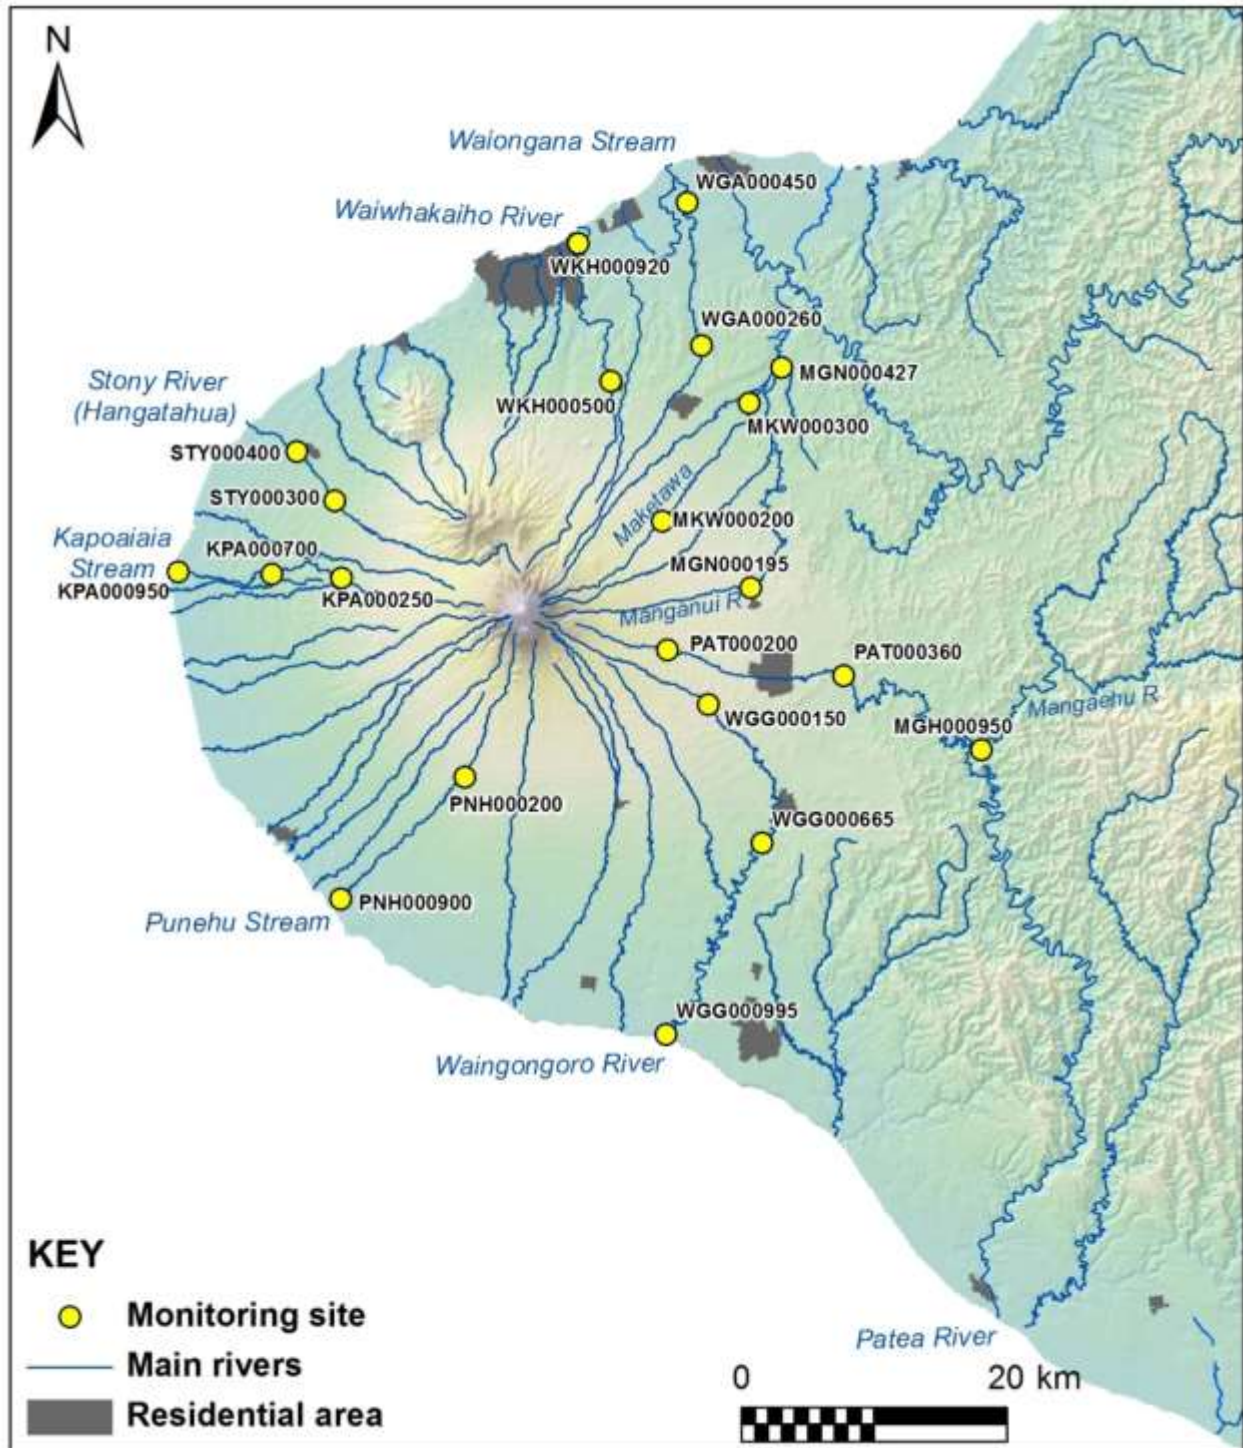 N
Waiongana Stream
WGA000450
Waiwhakaiho River
WKH000920
WGA000260
Stony River
(Hangatahua)
MGN000427
WKH000500
MKW000300
STY000400
STY000300
Maketawa
MKW000200
Kapoaiaia
Stream
KPA000700
MGN000195
KPA000950
KPA000250
Manganui R
PAT000200
PAT000360
WGG000150
Mangaehu R
MGH000950
PNH000200
WGG000665
PNH000900
Punehu Stream
WGG000995
Waingongoro River
KEY
Monitoring site
Main rivers
Residential area
Patea River
0 20 km